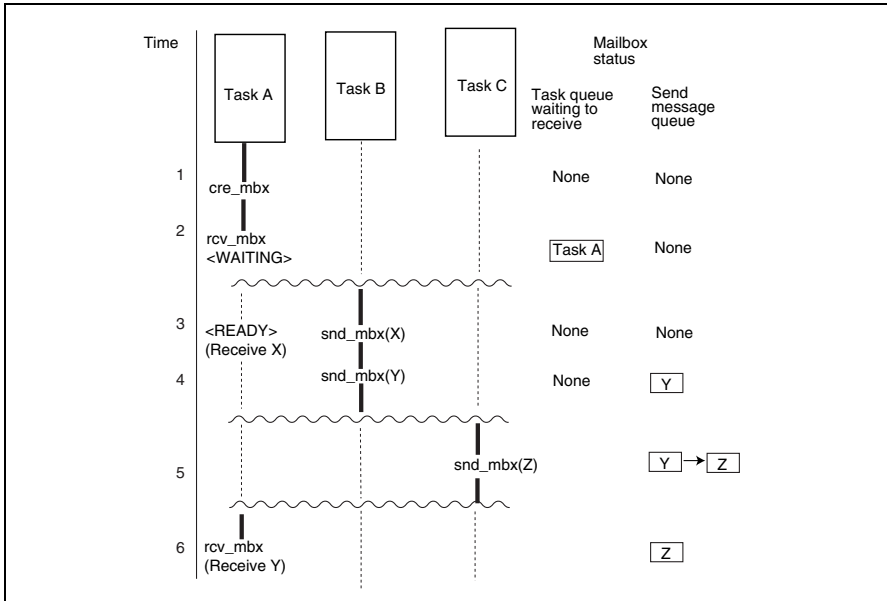 Time
Task A
Task B
Task C
Mailbox
status
Task queue
waiting to
receive
Send
message
queue
1
cre_mbx
None
None
2
rcv_mbx
<WAITING>
Task A
None
3
<READY>
(Receive X)
snd_mbx(X)
None
None
4
snd_mbx(Y)
None
Y
5
snd_mbx(Z)
Y
Z
6
rcv_mbx
(Receive Y)
Z